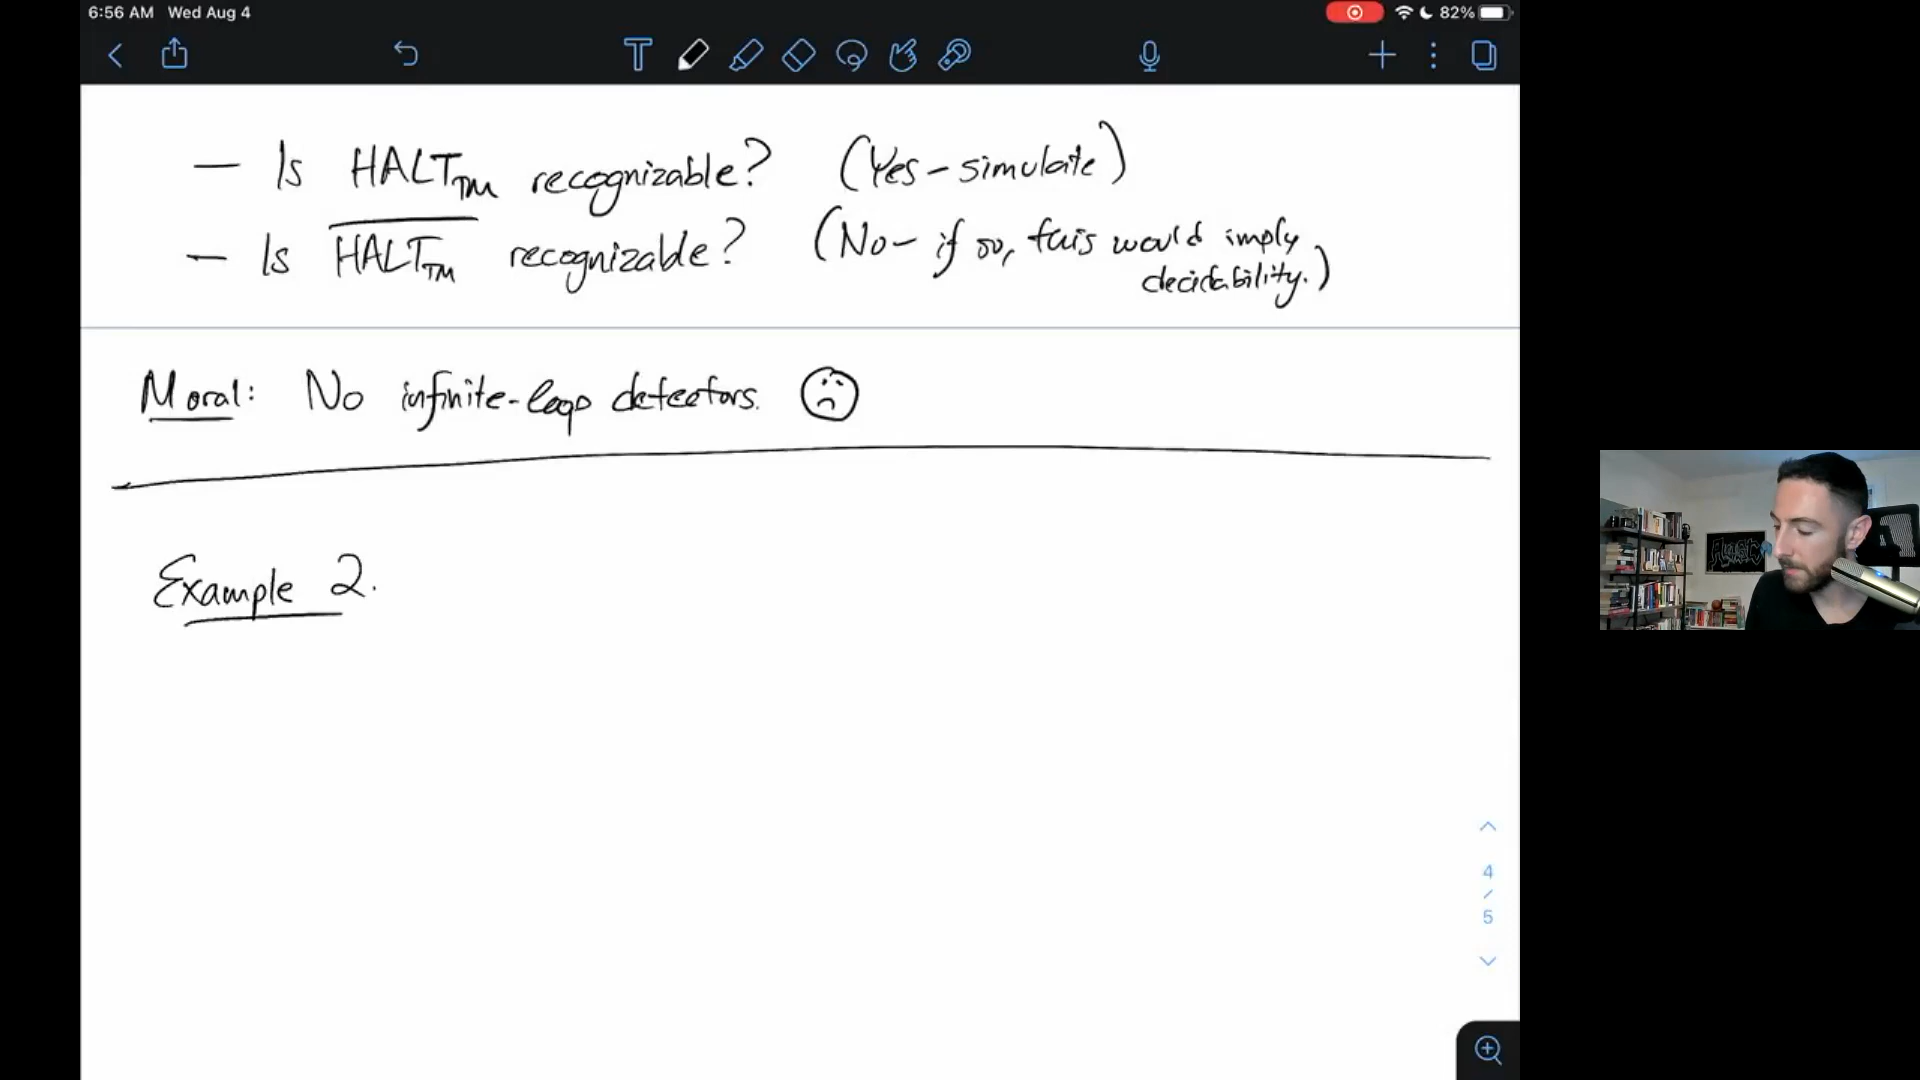 6:56 AM Wed Aug 4
82%
— Is HALT_TM recognizable? (Yes - simulate)
— Is HALT_TM recognizable? (No - if so, this would imply
decidability.)
Moral: No infinite-loop detectors.
Example 2.
4
/
5